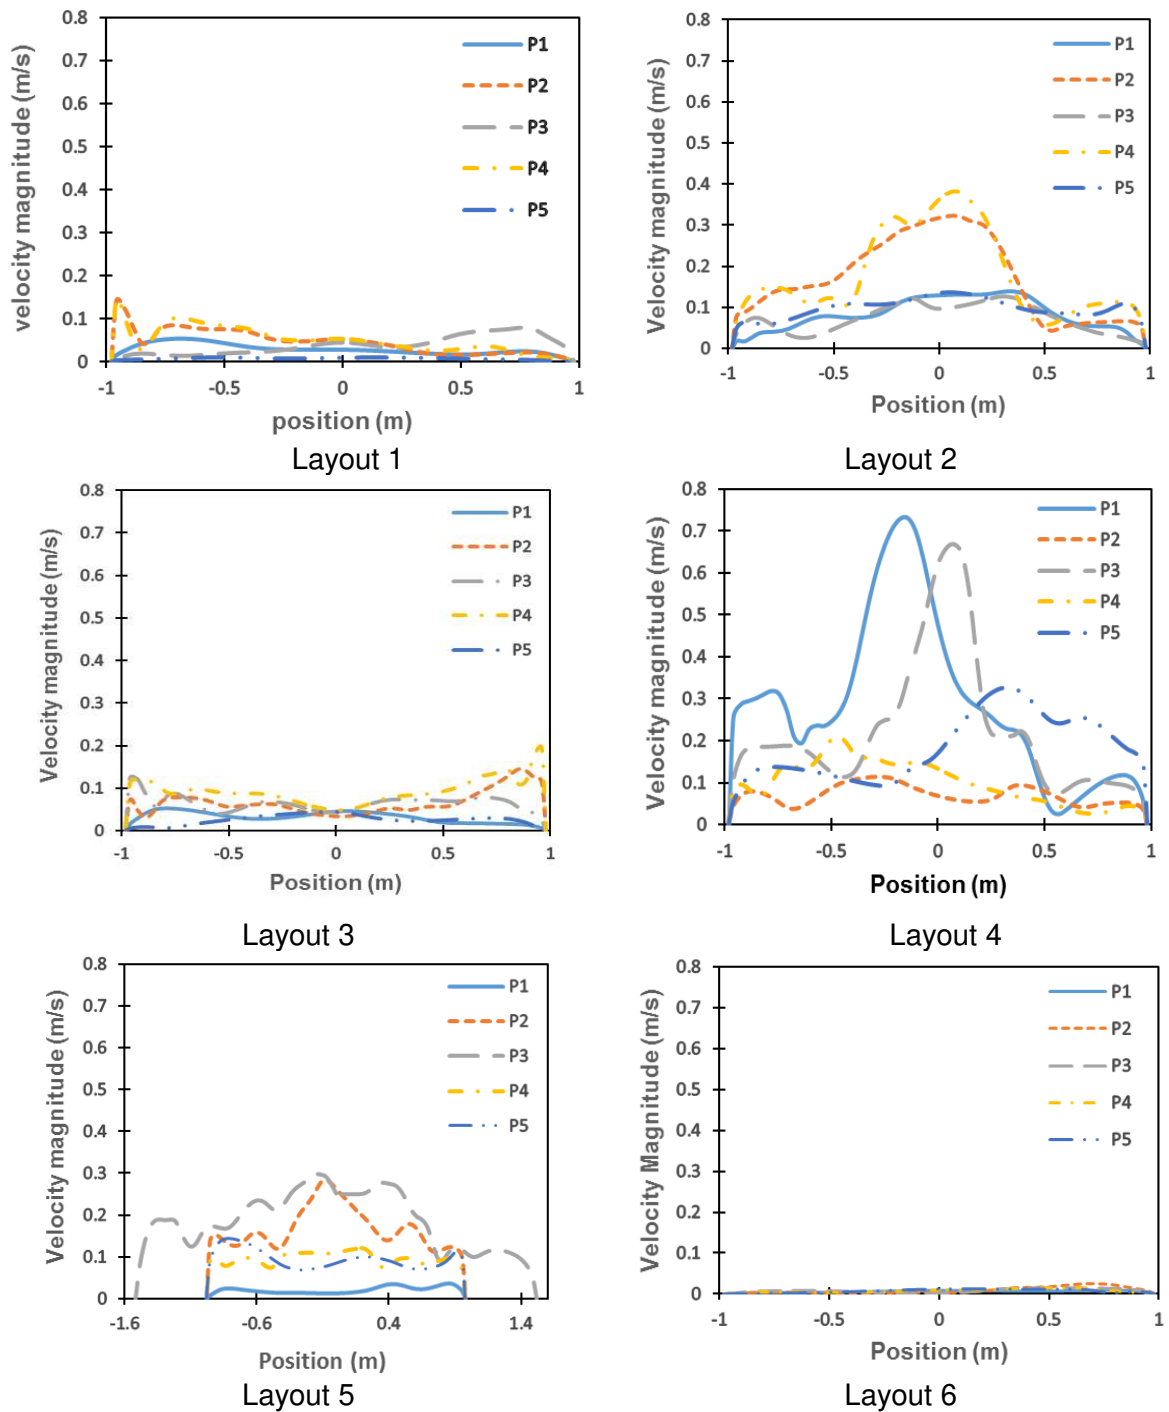 velocity magnitude (m/s)
0.8
0.7
0.6
0.5
0.4
0.3
0.2
0.1
0
-1
-0.5
0
0.5
1
position (m)
P1
P2
P3
P4
P5
Layout 1
Velocity magnitude (m/s)
0.8
0.7
0.6
0.5
0.4
0.3
0.2
0.1
0
-1
-0.5
0
0.5
1
Position (m)
P1
P2
P3
P4
P5
Layout 2
Velocity magnitude (m/s)
0.8
0.7
0.6
0.5
0.4
0.3
0.2
0.1
0
-1
-0.5
0
0.5
1
Position (m)
P1
P2
P3
P4
P5
Layout 3
Velocity magnitude (m/s)
0.8
0.7
0.6
0.5
0.4
0.3
0.2
0.1
0
-1
-0.5
0
0.5
1
Position (m)
P1
P2
P3
P4
P5
Layout 4
Velocity magnitude (m/s)
0.8
0.7
0.6
0.5
0.4
0.3
0.2
0.1
0
-1.6
-0.6
0.4
1.4
Position (m)
P1
P2
P3
P4
P5
Layout 5
Velocity Magnitude (m/s)
0.8
0.7
0.6
0.5
0.4
0.3
0.2
0.1
0
-1
-0.5
0
0.5
1
Position (m)
P1
P2
P3
P4
P5
Layout 6